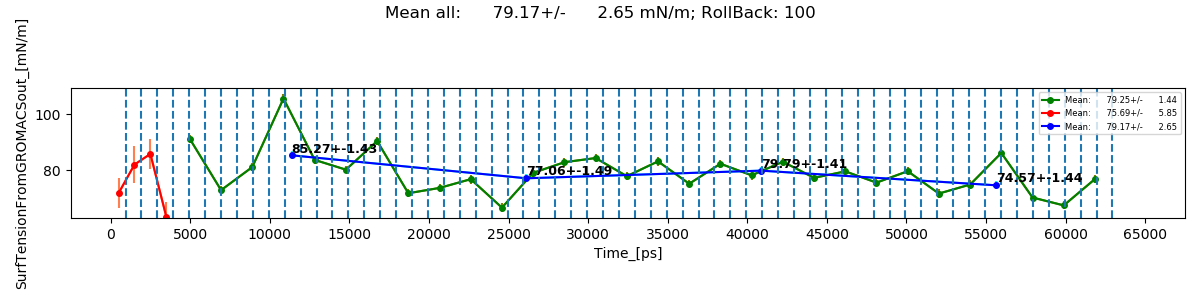 Mean all: 79.17+/- 2.65 mN/m; RollBack: 100
SurfTensionFromGROMACSout_[mN/m]
100
80
Mean: 79.25+/- 1.44
Mean: 75.69+/- 5.85
Mean: 79.17+/- 2.65
85.27+-1.43
77.06+-1.49
79.79+-1.41
74.57+-1.44
0 5000 10000 15000 20000 25000 30000 35000 40000 45000 50000 55000 60000 65000
Time_[ps]